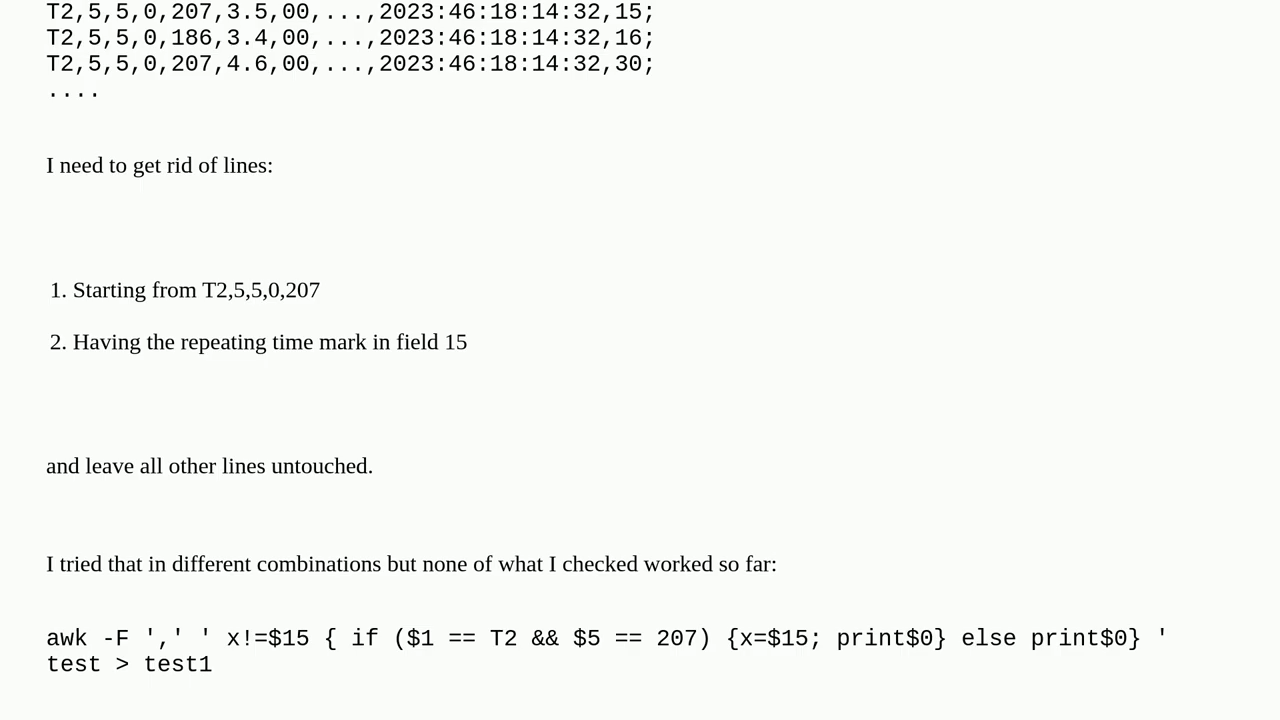 T2,5,5,0,207,3.5,00,...,2023:46:18:14:32,15;
T2,5,5,0,186,3.4,00,...,2023:46:18:14:32,16;
T2,5,5,0,207,4.6,00,...,2023:46:18:14:32,30;
....
I need to get rid of lines:
1. Starting from T2,5,5,0,207
2. Having the repeating time mark in field 15
and leave all other lines untouched.
I tried that in different combinations but none of what I checked worked so far:
awk -F ',' ' x!=$15 { if ($1 == T2 && $5 == 207) {x=$15; print$0} else print$0} '
test > test1